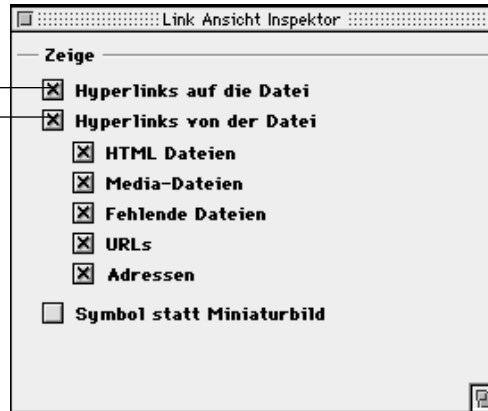 Link Ansicht Inspektor
Zeige
Hyperlinks auf die Datei
Hyperlinks von der Datei
HTML Dateien
Media-Dateien
Fehlende Dateien
URLs
Adressen
Symbol statt Miniaturbild